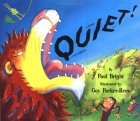 QUIET!
Paul Bright
Illustrated by
Guy Parker-Rees